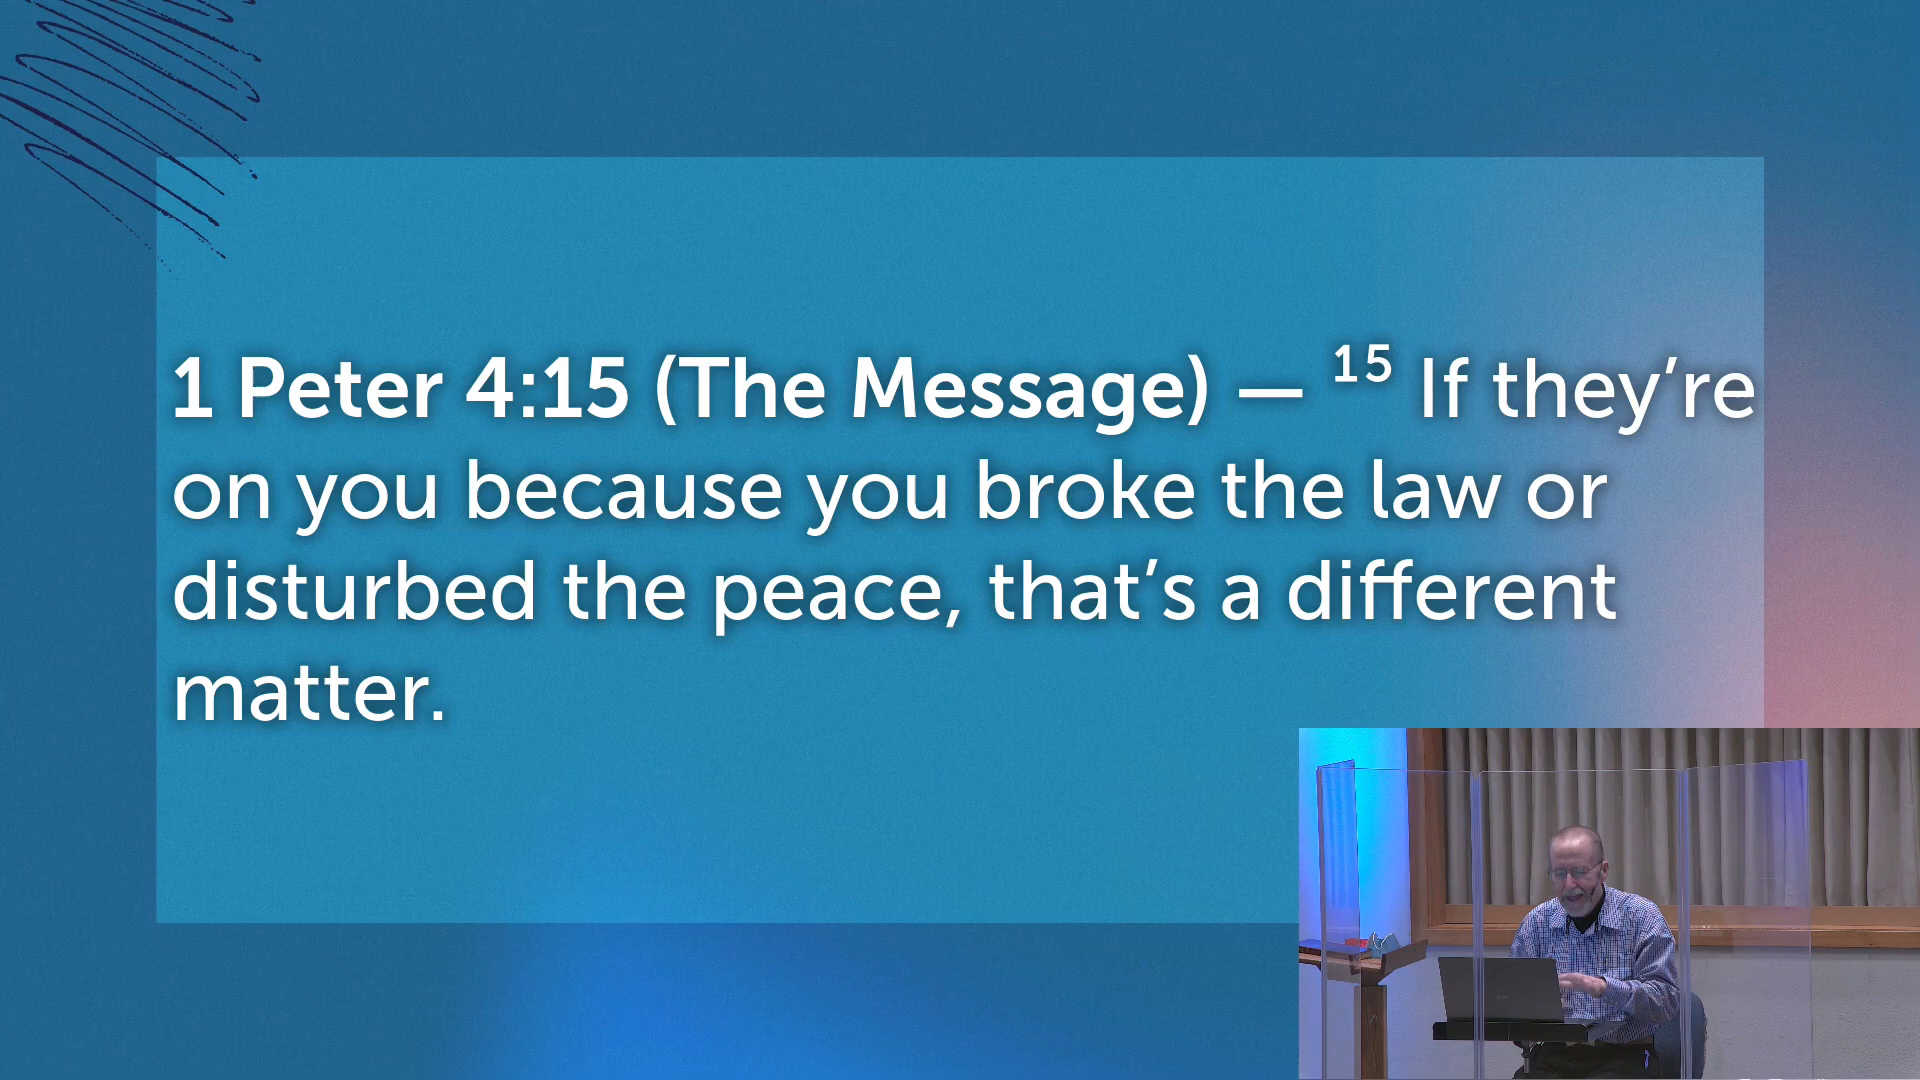 1 Peter 4:15 (The Message) — ¹⁵ If they’re
on you because you broke the law or
disturbed the peace, that’s a different
matter.